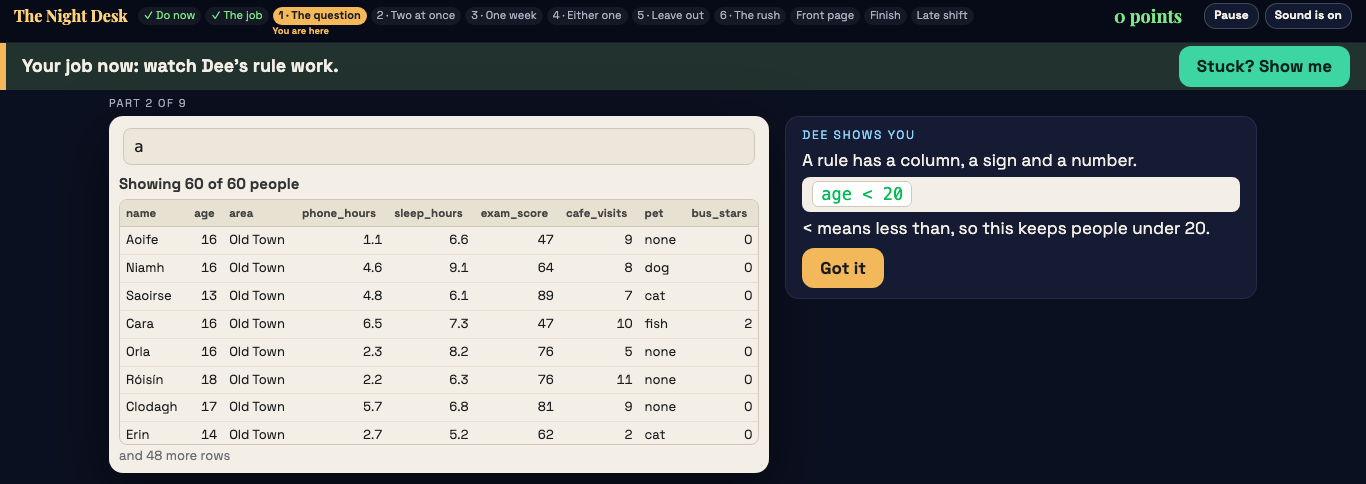 The Night Desk ✓ Do now ✓ The job 1 · The question 2 · Two at once 3 · One week 4 · Either one 5 · Leave out 6 · The rush Front page Finish Late shift 0 points Pause Sound is on
You are here
Your job now: watch Dee's rule work. Stuck? Show me
PART 2 OF 9
a
Showing 60 of 60 people
name age area phone_hours sleep_hours exam_score cafe_visits pet bus_stars
Aoife 16 Old Town 1.1 6.6 47 9 none 0
Niamh 16 Old Town 4.6 9.1 64 8 dog 0
Saoirse 13 Old Town 4.8 6.1 89 7 cat 0
Cara 16 Old Town 6.5 7.3 47 10 fish 2
Orla 16 Old Town 2.3 8.2 76 5 none 0
Róisín 18 Old Town 2.2 6.3 76 11 none 0
Clodagh 17 Old Town 5.7 6.8 81 9 none 0
Erin 14 Old Town 2.7 5.2 62 2 cat 0
and 48 more rows
DEE SHOWS YOU
A rule has a column, a sign and a number.
age < 20
< means less than, so this keeps people under 20.
Got it